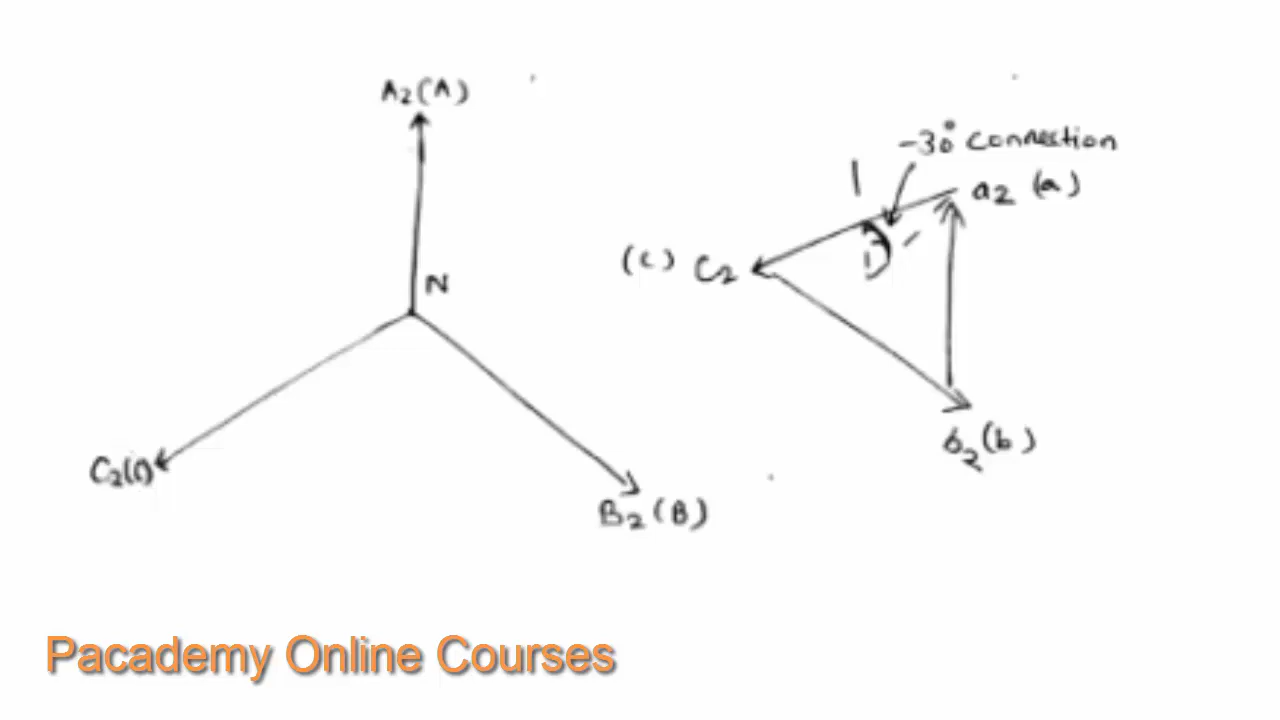 A2(A)
-30° connection
a2 (a)
(c) C2
N
b2(b)
C2(C)
B2(B)
Pacademy Online Courses